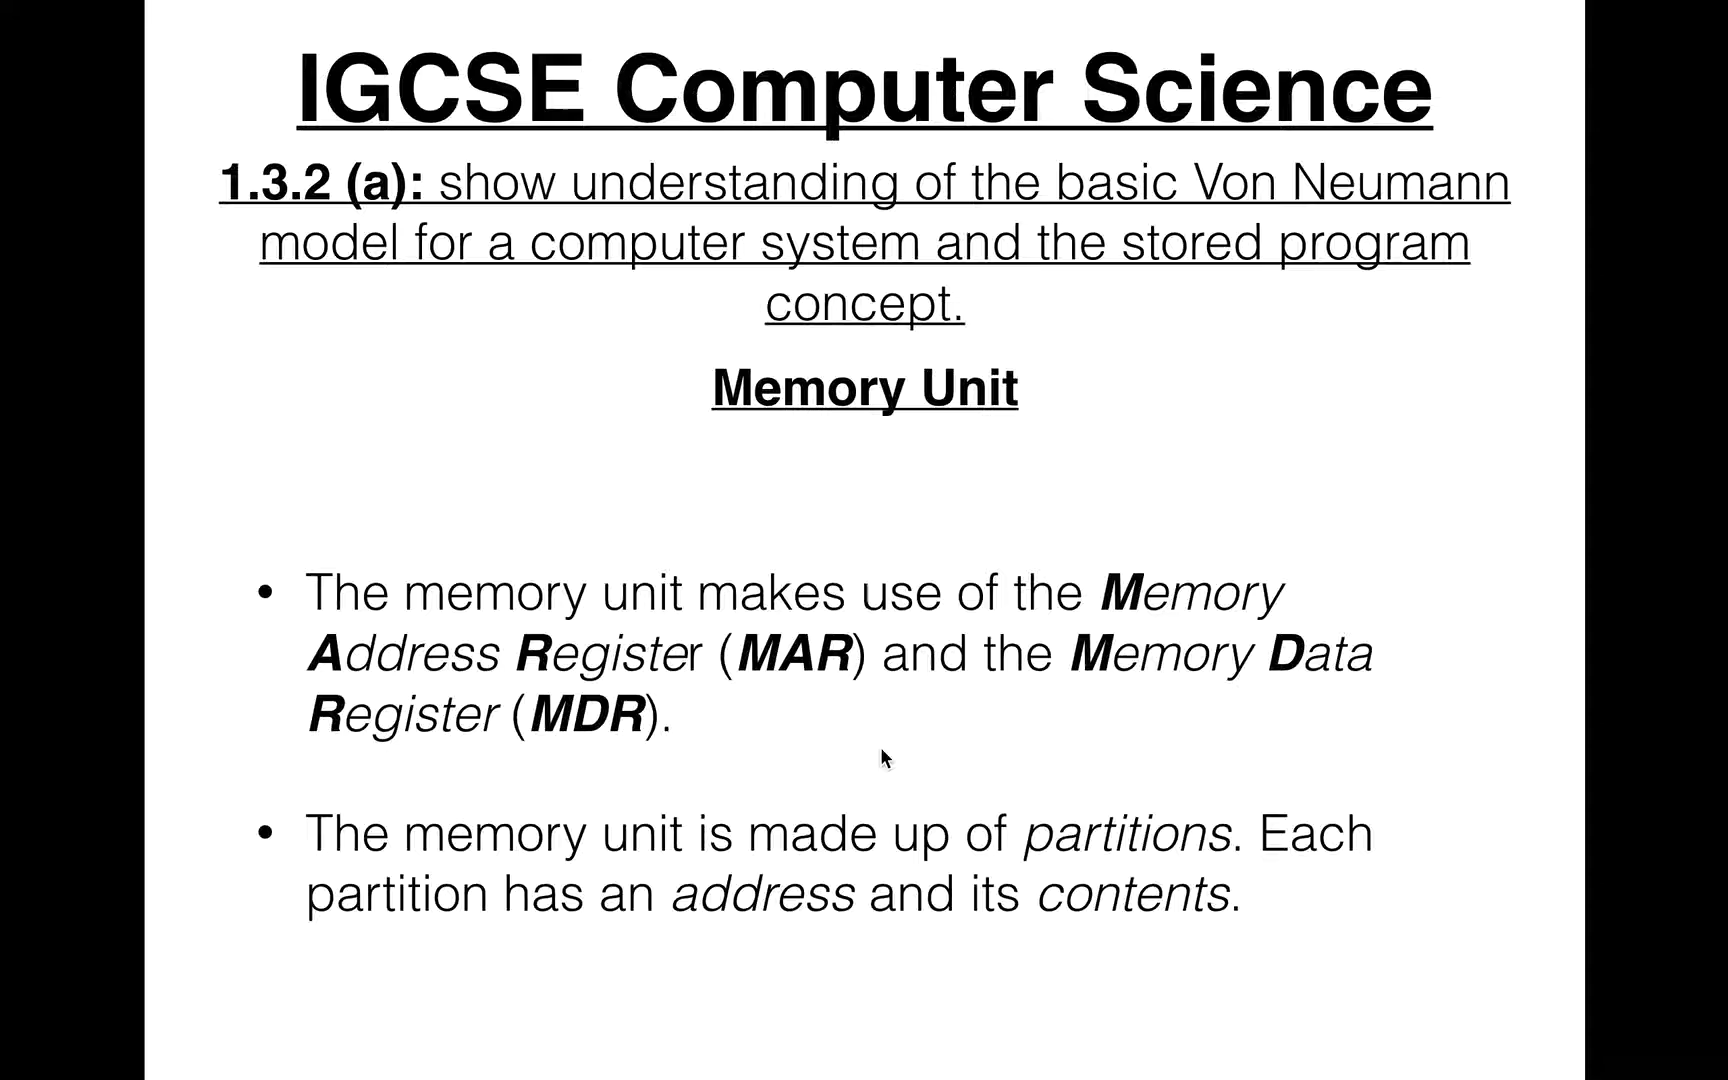 IGCSE Computer Science
1.3.2 (a): show understanding of the basic Von Neumann
model for a computer system and the stored program
concept.
Memory Unit
• The memory unit makes use of the Memory
Address Register (MAR) and the Memory Data
Register (MDR).
• The memory unit is made up of partitions. Each
partition has an address and its contents.